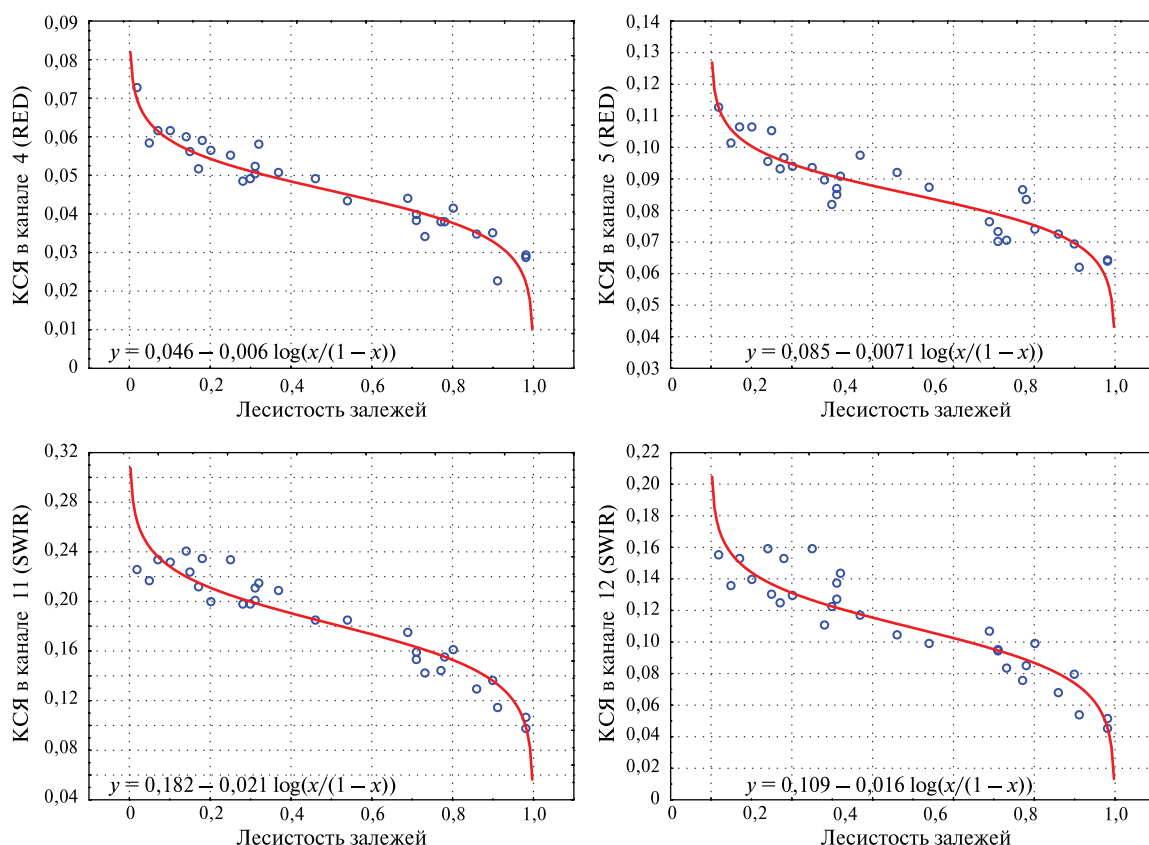 КСЯ в канале 4 (RED)
0,09
0,08
0,07
0,06
0,05
0,04
0,03
0,02
0,01
0
y = 0,046 – 0,006 log(x/(1 – x))
0 0,2 0,4 0,6 0,8 1,0
Лесистость залежей
КСЯ в канале 5 (RED)
0,14
0,13
0,12
0,11
0,10
0,09
0,08
0,07
0,06
0,05
0,04
0,03
y = 0,085 – 0,0071 log(x/(1 – x))
0 0,2 0,4 0,6 0,8 1,0
Лесистость залежей
КСЯ в канале 11 (SWIR)
0,32
0,28
0,24
0,20
0,16
0,12
0,08
0,04
y = 0,182 – 0,021 log(x/(1 – x))
0 0,2 0,4 0,6 0,8 1,0
Лесистость залежей
КСЯ в канале 12 (SWIR)
0,22
0,20
0,18
0,16
0,14
0,12
0,10
0,08
0,06
0,04
0,02
0
y = 0,109 – 0,016 log(x/(1 – x))
0 0,2 0,4 0,6 0,8 1,0
Лесистость залежей